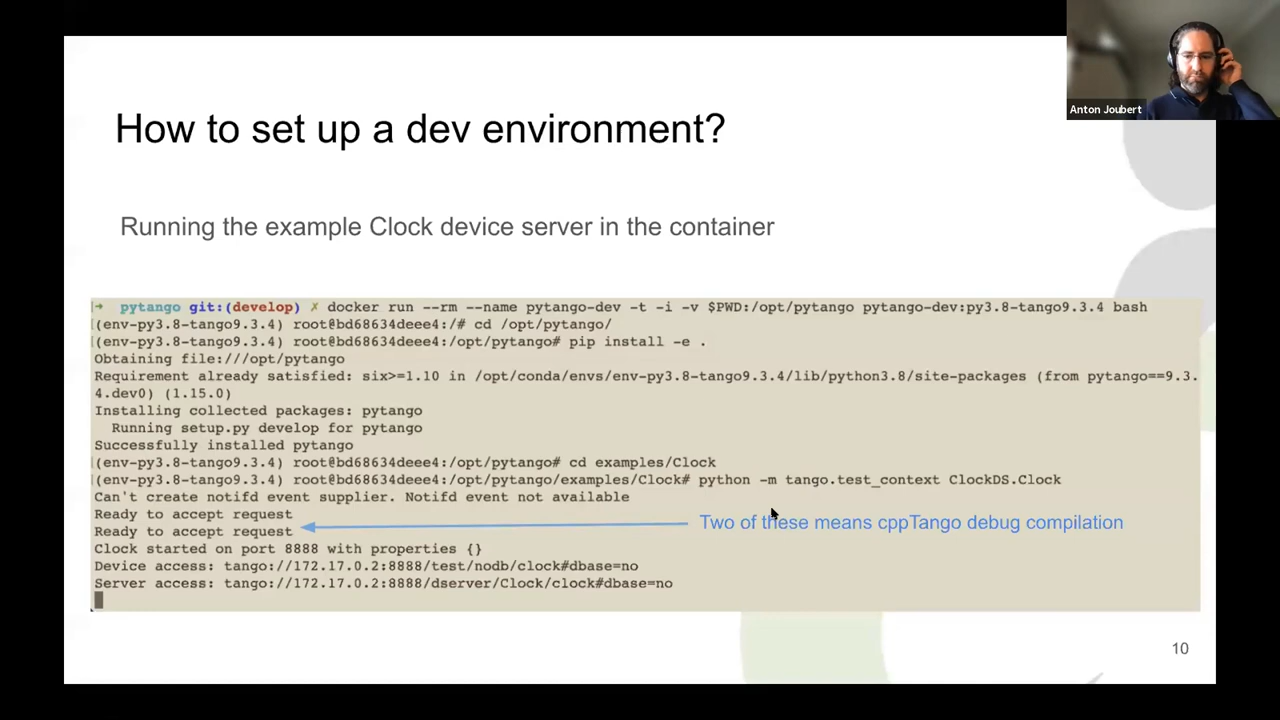 Anton Joubert
How to set up a dev environment?
Running the example Clock device server in the container
➜ pytango git:(develop) ✗ docker run --rm --name pytango-dev -t -i -v $PWD:/opt/pytango pytango-dev:py3.8-tango9.3.4 bash
(env-py3.8-tango9.3.4) root@bd68634deee4:/# cd /opt/pytango/
(env-py3.8-tango9.3.4) root@bd68634deee4:/opt/pytango# pip install -e .
Obtaining file:///opt/pytango
Requirement already satisfied: six>=1.10 in /opt/conda/envs/env-py3.8-tango9.3.4/lib/python3.8/site-packages (from pytango==9.3.
4.dev0) (1.15.0)
Installing collected packages: pytango
Running setup.py develop for pytango
Successfully installed pytango
(env-py3.8-tango9.3.4) root@bd68634deee4:/opt/pytango# cd examples/Clock
(env-py3.8-tango9.3.4) root@bd68634deee4:/opt/pytango/examples/Clock# python -m tango.test_context ClockDS.Clock
Can't create notifd event supplier. Notifd event not available
Ready to accept request
Ready to accept request
Two of these means cppTango debug compilation
Clock started on port 8888 with properties {}
Device access: tango://172.17.0.2:8888/test/nodb/clock#dbase=no
Server access: tango://172.17.0.2:8888/dserver/Clock/clock#dbase=no
10